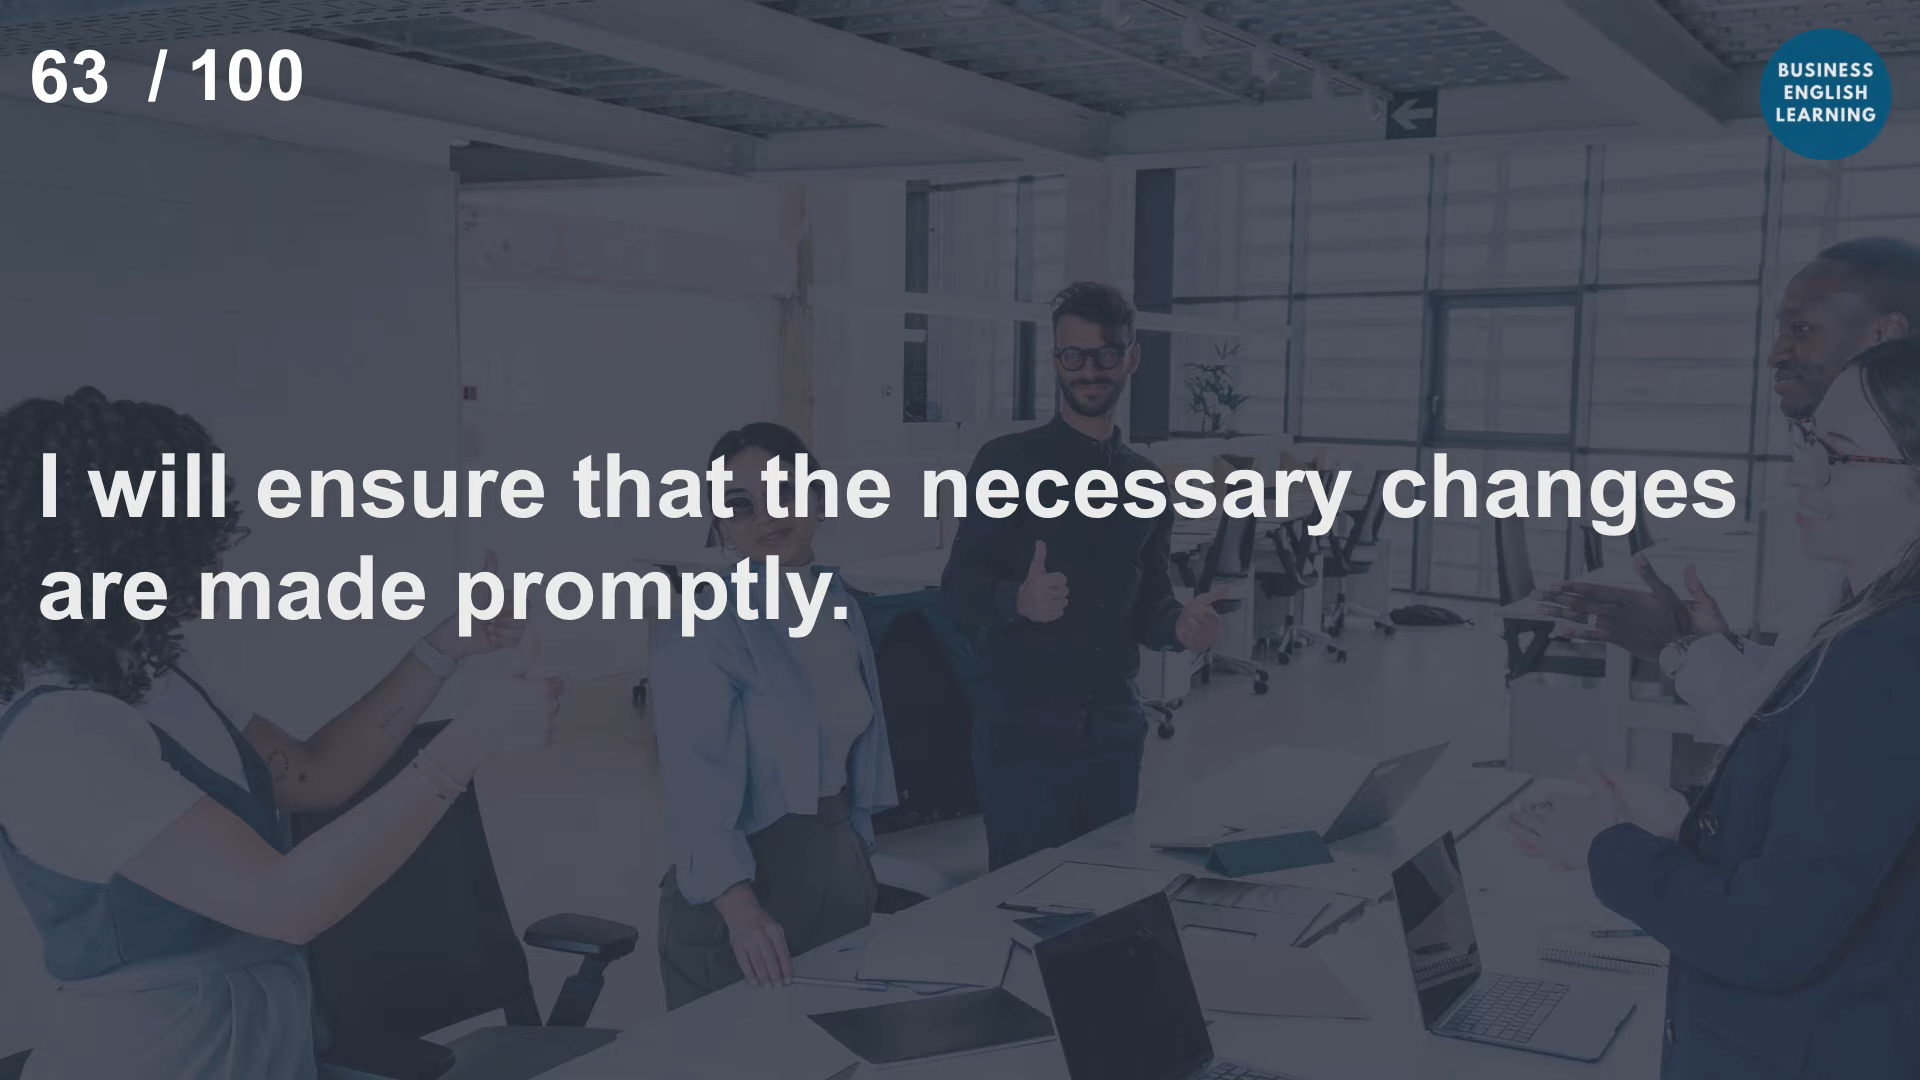 63 / 100
BUSINESS
ENGLISH
LEARNING
I will ensure that the necessary changes
are made promptly.